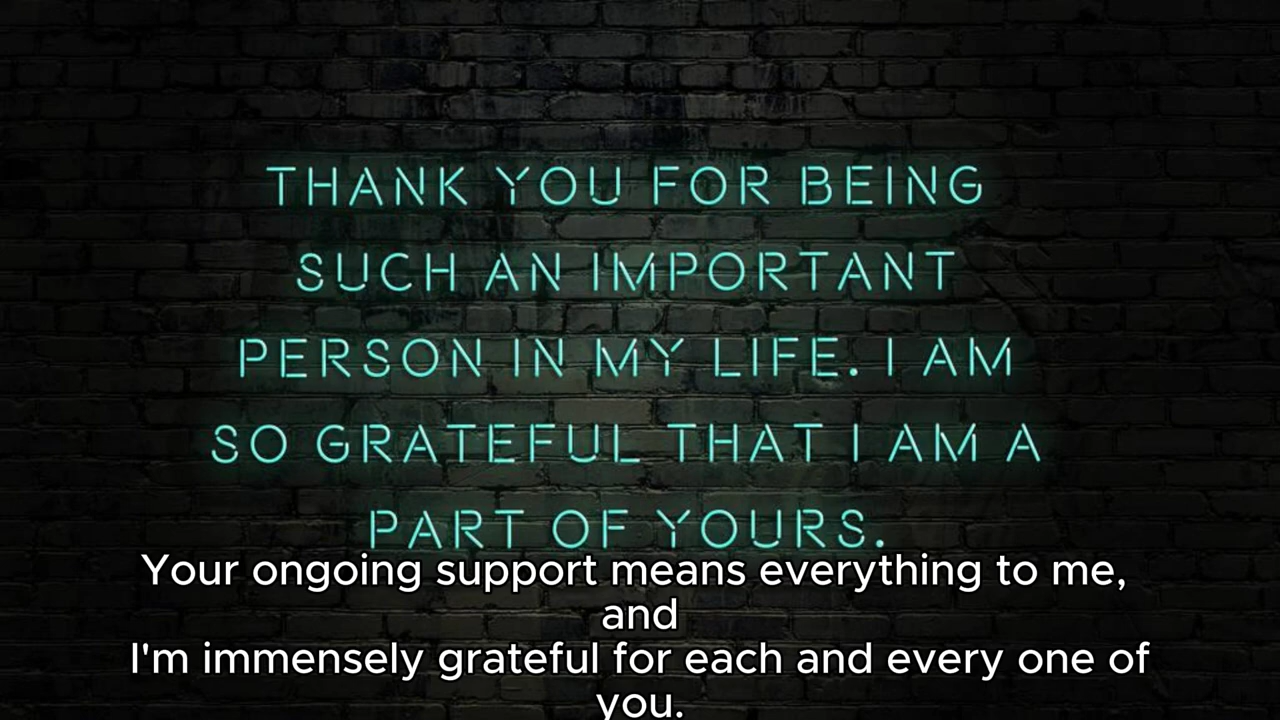 THANK YOU FOR BEING
SUCH AN IMPORTANT
PERSON IN MY LIFE. I AM
SO GRATEFUL THAT I AM A
PART OF YOURS.
Your ongoing support means everything to me,
and
I'm immensely grateful for each and every one of
you.